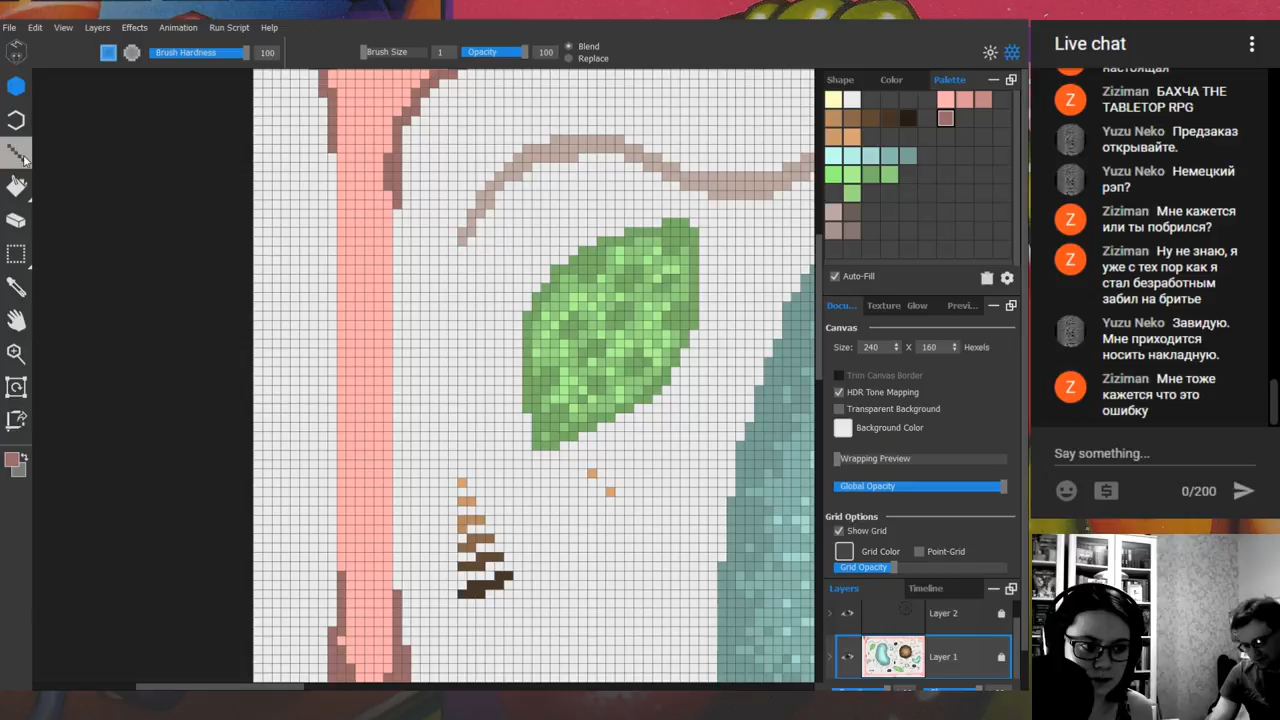 File Edit View Layers Effects Animation Run Script Help
Brush Hardness 100 Brush Size 1 Opacity 100 Blend
Replace
Shape Color Palette
Auto-Fill
Docu... Texture Glow Previ...
Canvas
Size: 240 X 160 Hexels
Trim Canvas Border
HDR Tone Mapping
Transparent Background
Background Color
Wrapping Preview
Global Opacity
Grid Options
Show Grid
Grid Color Point-Grid
Grid Opacity
Layers Timeline
Layer 2
Layer 1
Live chat
настоящая
Z Ziziman БАХЧА THE
TABLETOP RPG
Yuzu Neko Предзаказ
открывайте.
Yuzu Neko Немецкий
рэп?
Z Ziziman Мне кажется
или ты побрился?
Z Ziziman Ну не знаю, я
уже с тех пор как я
стал безработным
забил на бритье
Yuzu Neko Завидую.
Мне приходится
носить накладную.
Z Ziziman Мне тоже
кажется что это
ошибку
Say something...
0/200